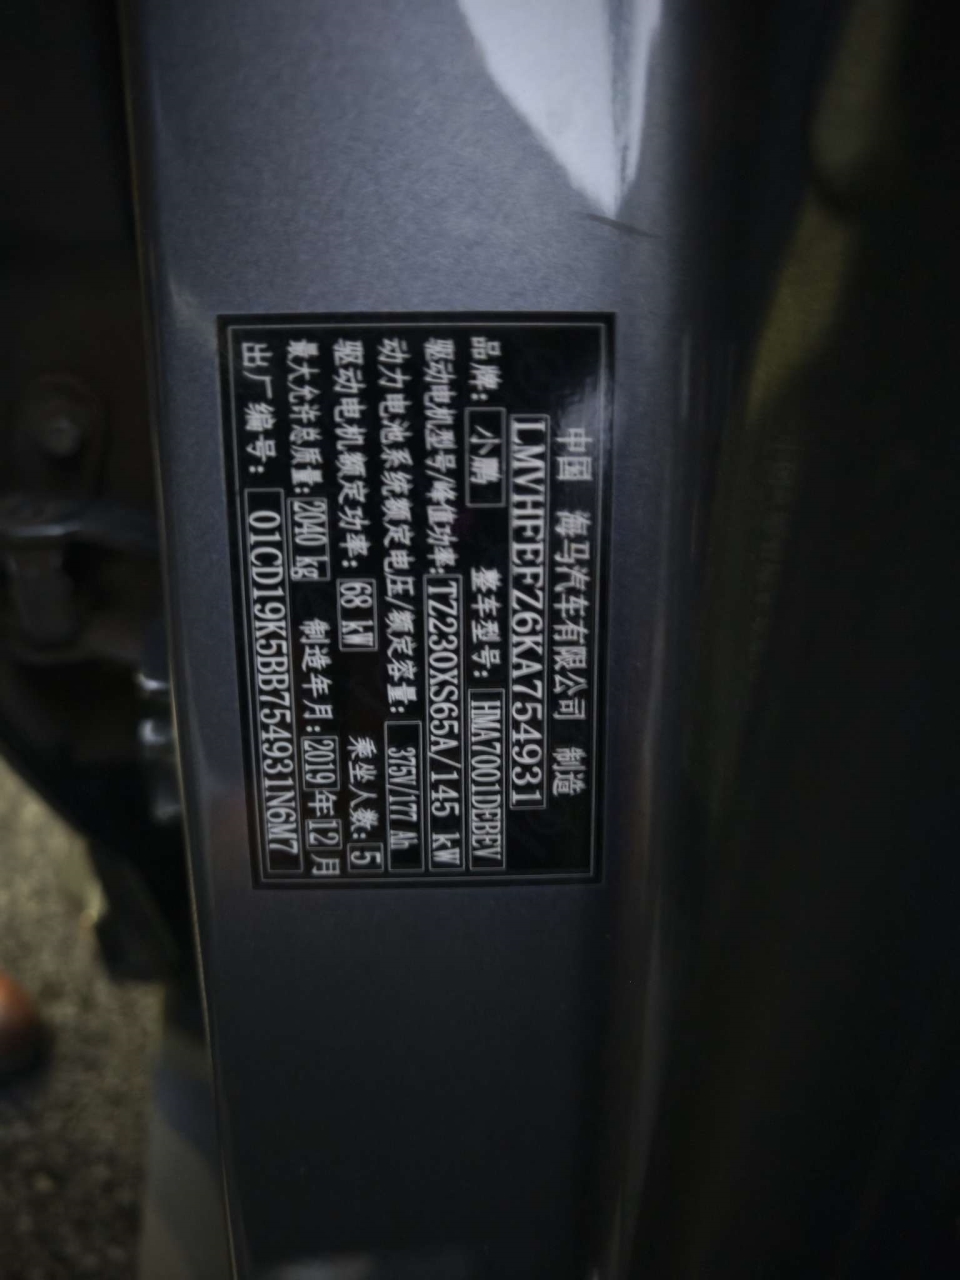 中国 海马汽车有限公司 制造
LMVHFEFZ6KA754931
品牌: 小鹏 整车型号: HMA7001DEBEV
驱动电机型号/峰值功率: TZ230XS65A/145 kW
动力电池系统额定电压/额定容量: 375V/177 Ah
驱动电机额定功率: 68 kW 乘坐人数: 5
最大允许总质量: 2040 kg 制造年月: 2019年12月
出厂编号: 01CD19K5BB754931N6M7